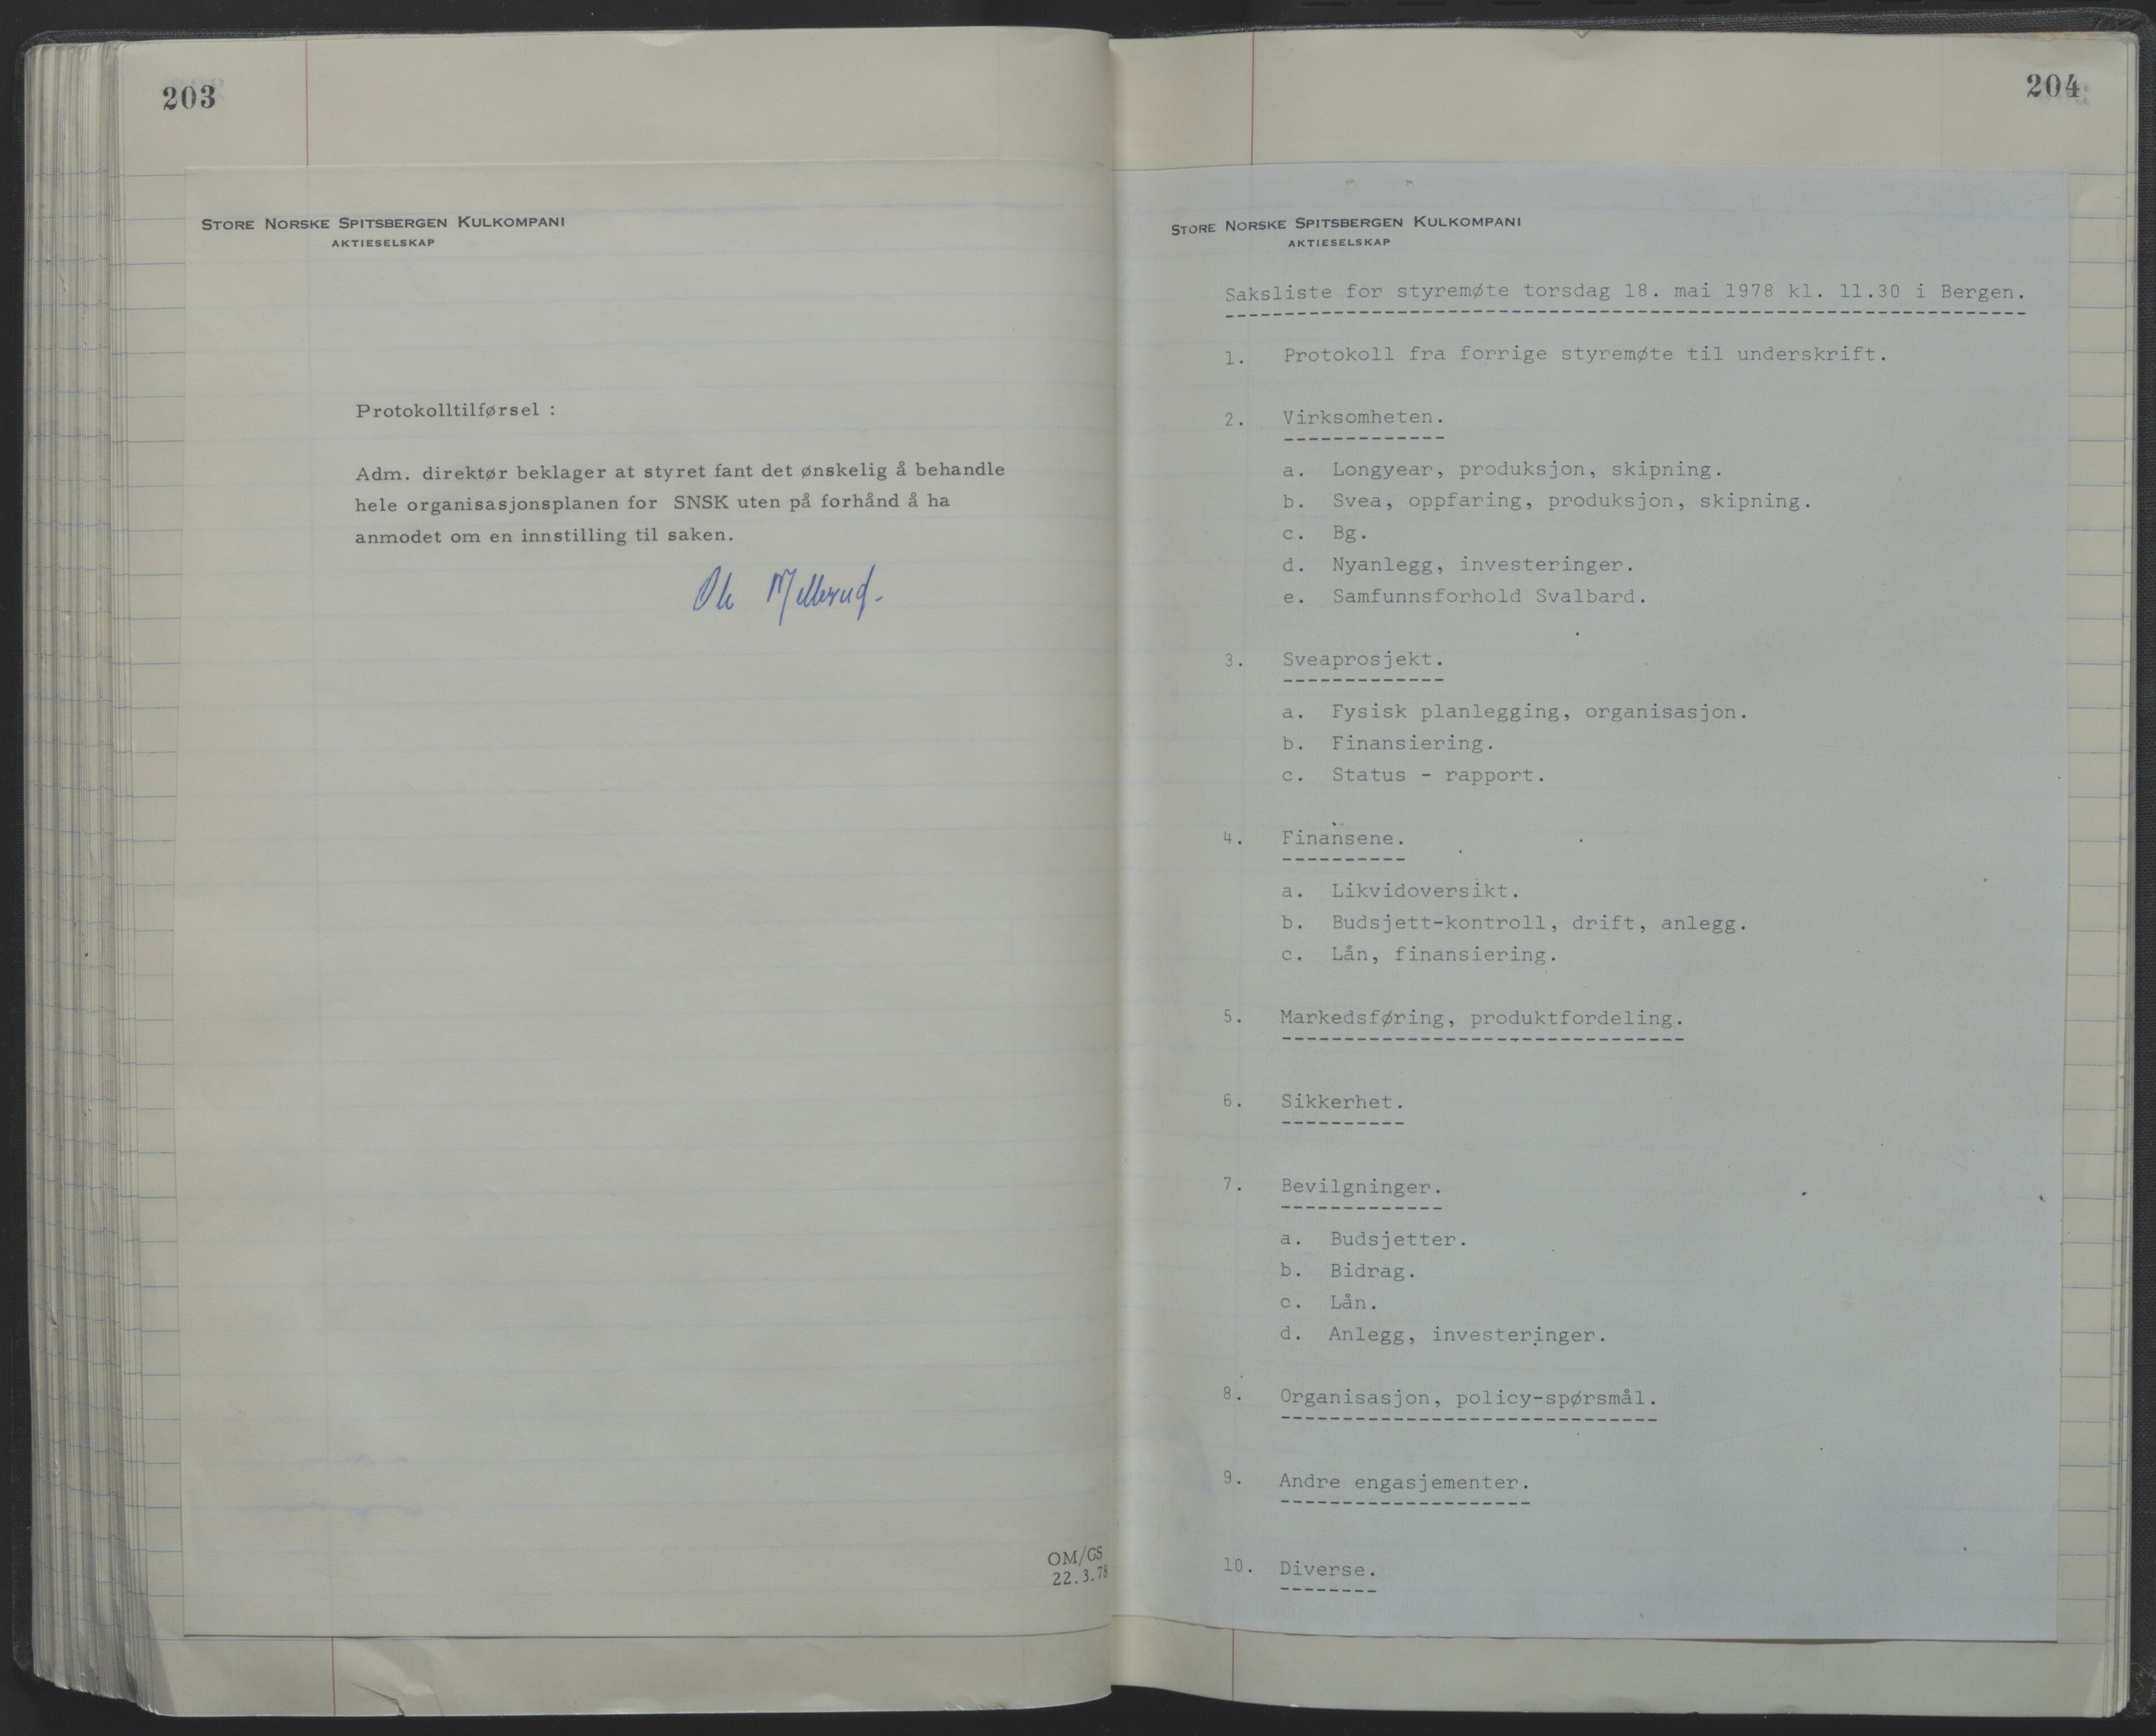 203
STORE NORSKE SPITSBERGEN KULKOMPANI
AKTIESELSKAP
Protokolltilførsel :
Adm. direktør beklager at styret fant det ønskelig å behandle
hele organisasjonsplanen for SNSK uten på forhånd å ha
anmodet om en innstilling til saken.
OM/GS
22.3.78
204
STORE NORSKE SPITSBERGEN KULKOMPANI
AKTIESELSKAP
Saksliste for styremøte torsdag 18. mai 1978 kl. 11.30 i Bergen.
1. Protokoll fra forrige styremøte til underskrift.
2. Virksomheten.
a. Longyear, produksjon, skipning.
b. Svea, oppfaring, produksjon, skipning.
c. Bg.
d. Nyanlegg, investeringer.
e. Samfunnsforhold Svalbard.
3. Sveaprosjekt.
a. Fysisk planlegging, organisasjon.
b. Finansiering.
c. Status - rapport.
4. Finansene.
a. Likvidoversikt.
b. Budsjett-kontroll, drift, anlegg.
c. Lån, finansiering.
5. Markedsføring, produktfordeling.
6. Sikkerhet.
7. Bevilgninger.
a. Budsjetter.
b. Bidrag.
c. Lån.
d. Anlegg, investeringer.
8. Organisasjon, policy-spørsmål.
9. Andre engasjementer.
10. Diverse.